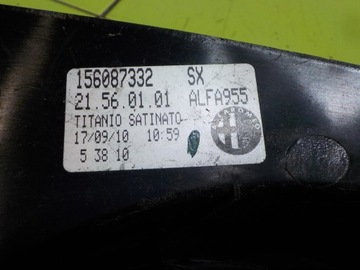 156087332 SX
21.56.01.01 ALFA955
TITANIO SATINATO
17/09/10 10:59
5 38 10